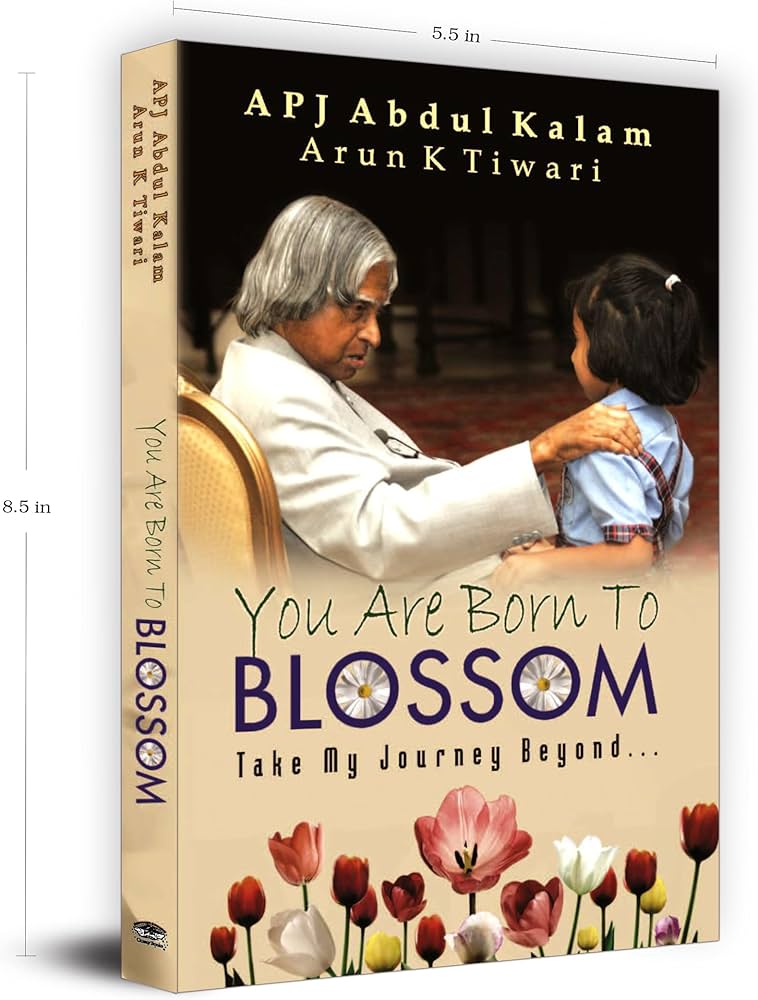 5.5 in
8.5 in
APJ Abdul Kalam
Arun K Tiwari
You Are Born To
BLOSSOM
Take My Journey Beyond...
APJ Abdul Kalam
Arun K Tiwari
You Are Born To BLOSSOM